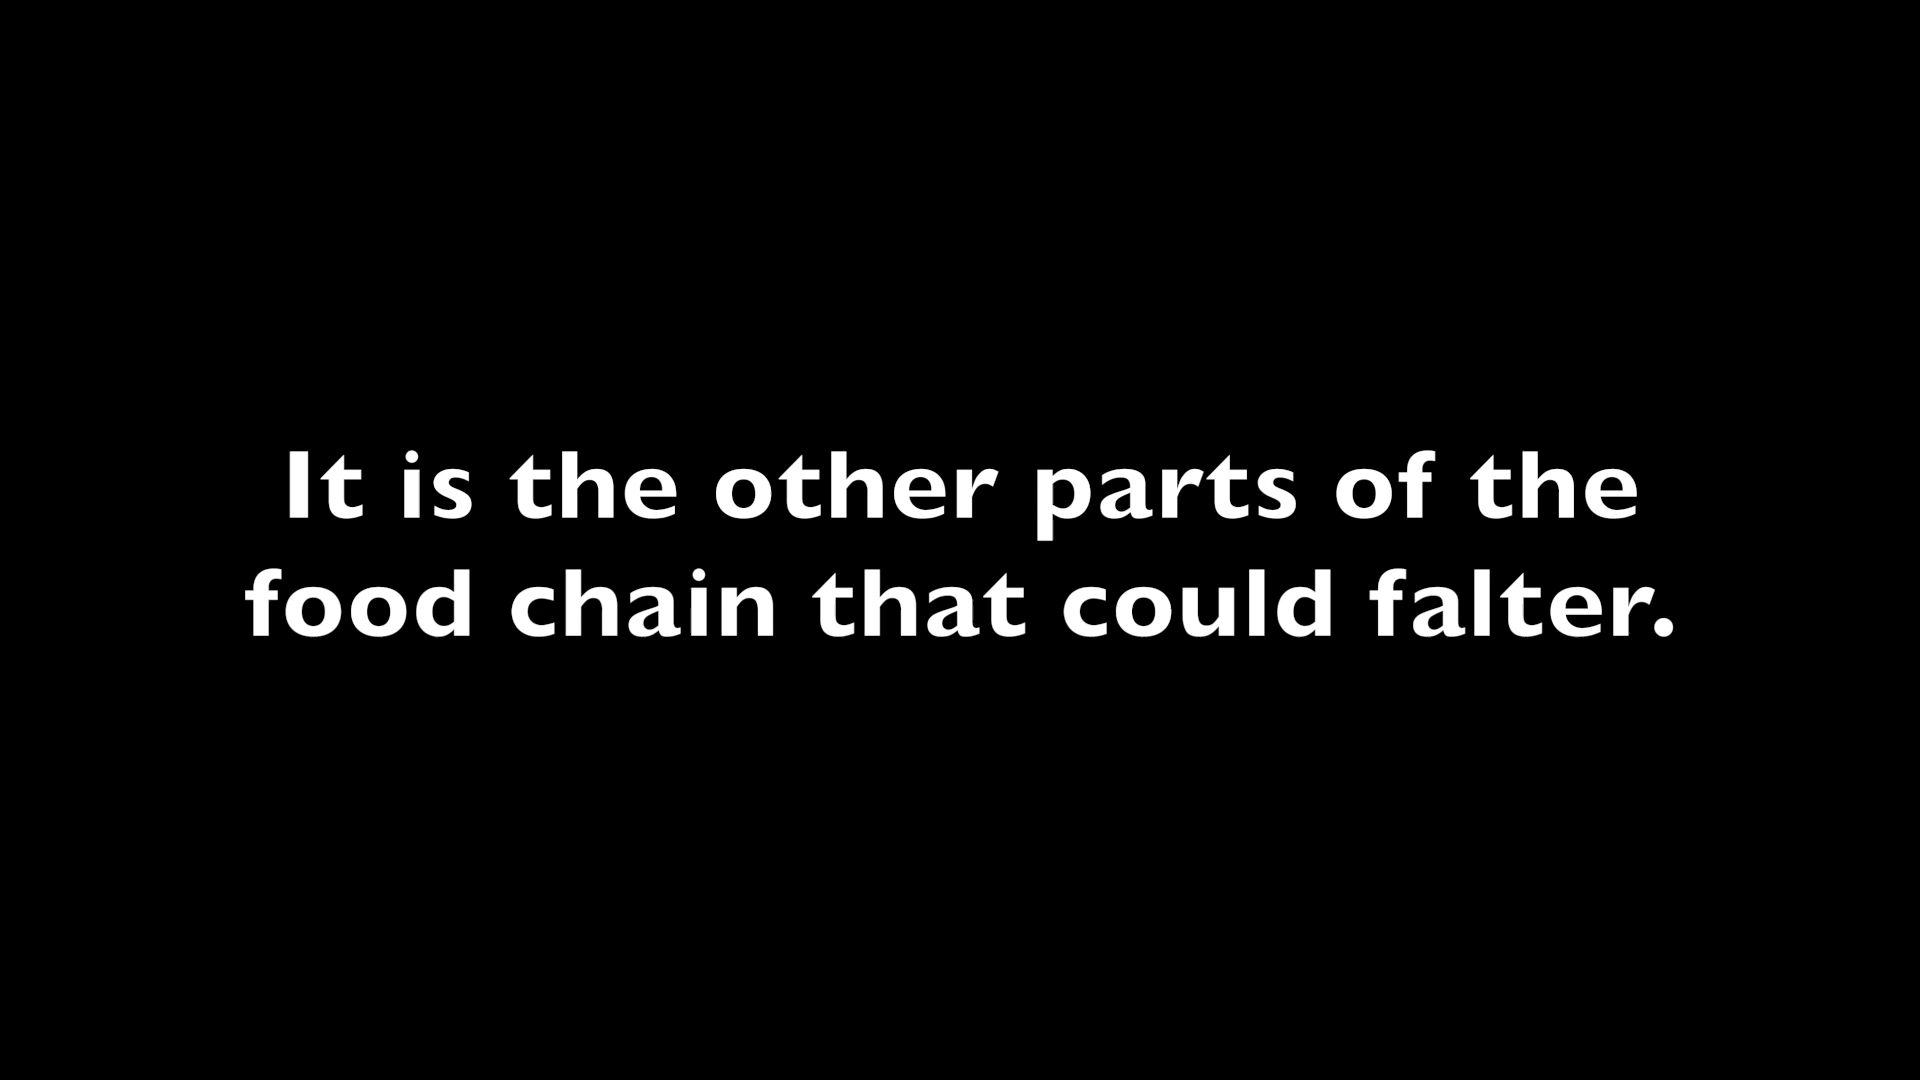 It is the other parts of the
food chain that could falter.